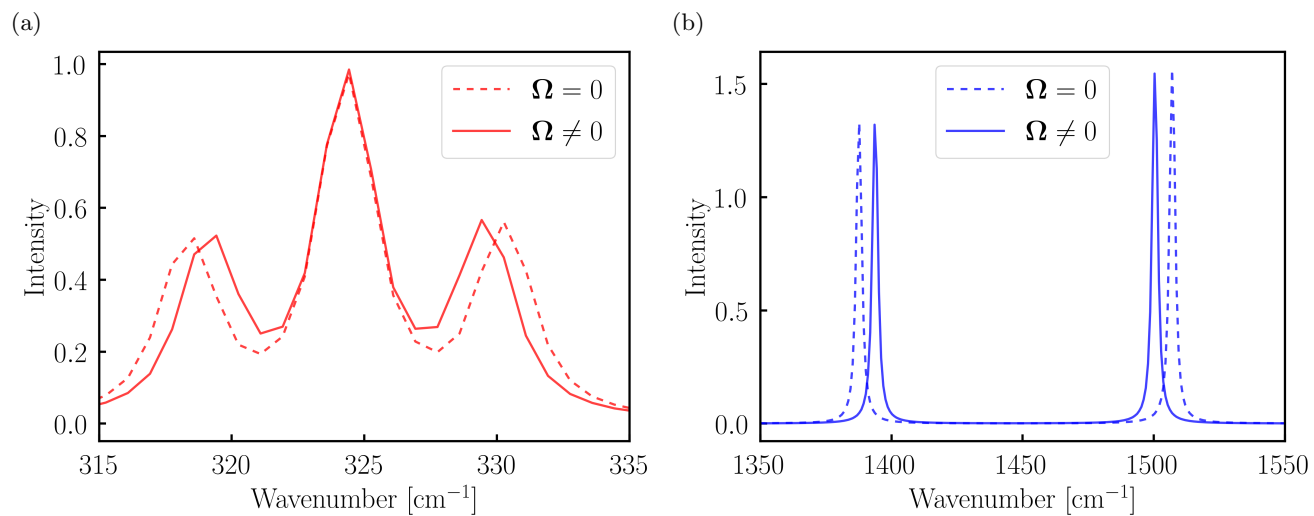 (a)
1.0
0.8
0.6
0.4
0.2
0.0
Intensity
315
320
325
330
335
Wavenumber [cm⁻¹]
Ω = 0
Ω ≠ 0
(b)
1.5
1.0
0.5
0.0
Intensity
1350
1400
1450
1500
1550
Wavenumber [cm⁻¹]
Ω = 0
Ω ≠ 0